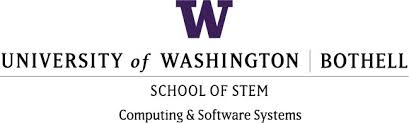 W
UNIVERSITY of WASHINGTON | BOTHELL
SCHOOL OF STEM
Computing & Software Systems